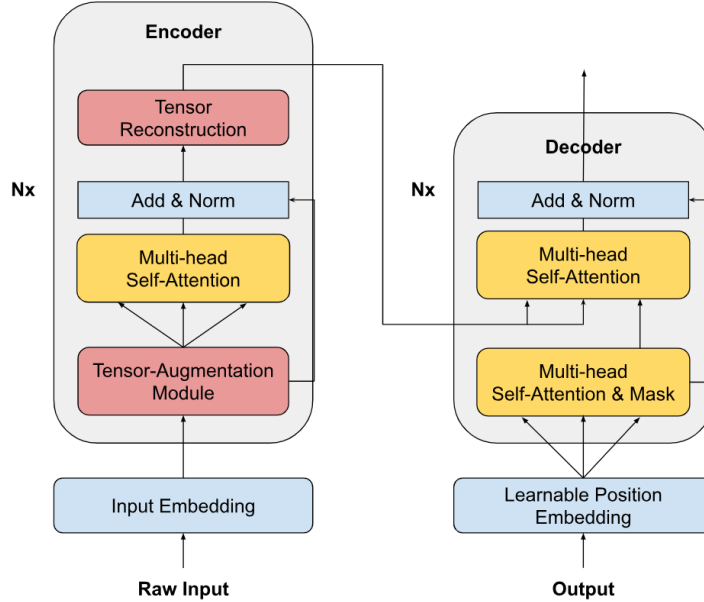 Encoder
Tensor
Reconstruction
Nx
Add & Norm
Multi-head
Self-Attention
Tensor-Augmentation
Module
Input Embedding
Raw Input
Decoder
Nx
Add & Norm
Multi-head
Self-Attention
Multi-head
Self-Attention & Mask
Learnable Position
Embedding
Output